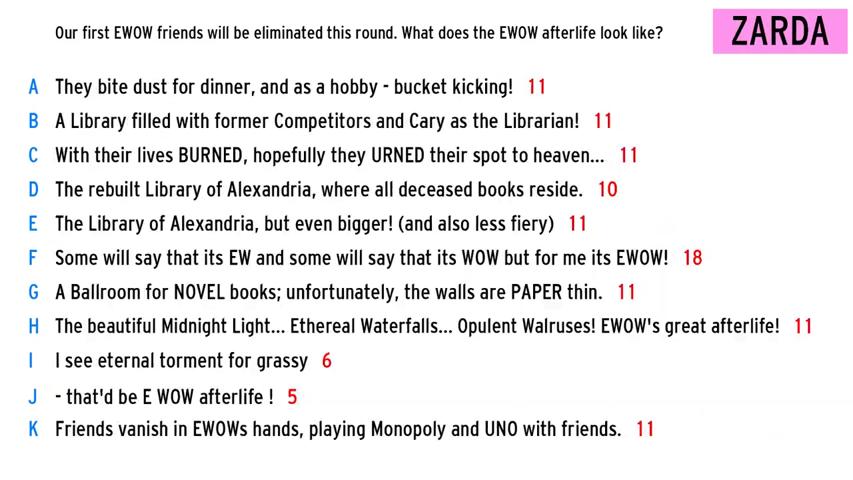 Our first EWOW friends will be eliminated this round. What does the EWOW afterlife look like?
ZARDA
A They bite dust for dinner, and as a hobby - bucket kicking! 11
B A Library filled with former Competitors and Cary as the Librarian! 11
C With their lives BURNED, hopefully they URNED their spot to heaven... 11
D The rebuilt Library of Alexandria, where all deceased books reside. 10
E The Library of Alexandria, but even bigger! (and also less fiery) 11
F Some will say that its EW and some will say that its WOW but for me its EWOW! 18
G A Ballroom for NOVEL books; unfortunately, the walls are PAPER thin. 11
H The beautiful Midnight Light... Ethereal Waterfalls... Opulent Walruses! EWOW's great afterlife! 11
I I see eternal torment for grassy 6
J - that'd be E WOW afterlife ! 5
K Friends vanish in EWOWs hands, playing Monopoly and UNO with friends. 11